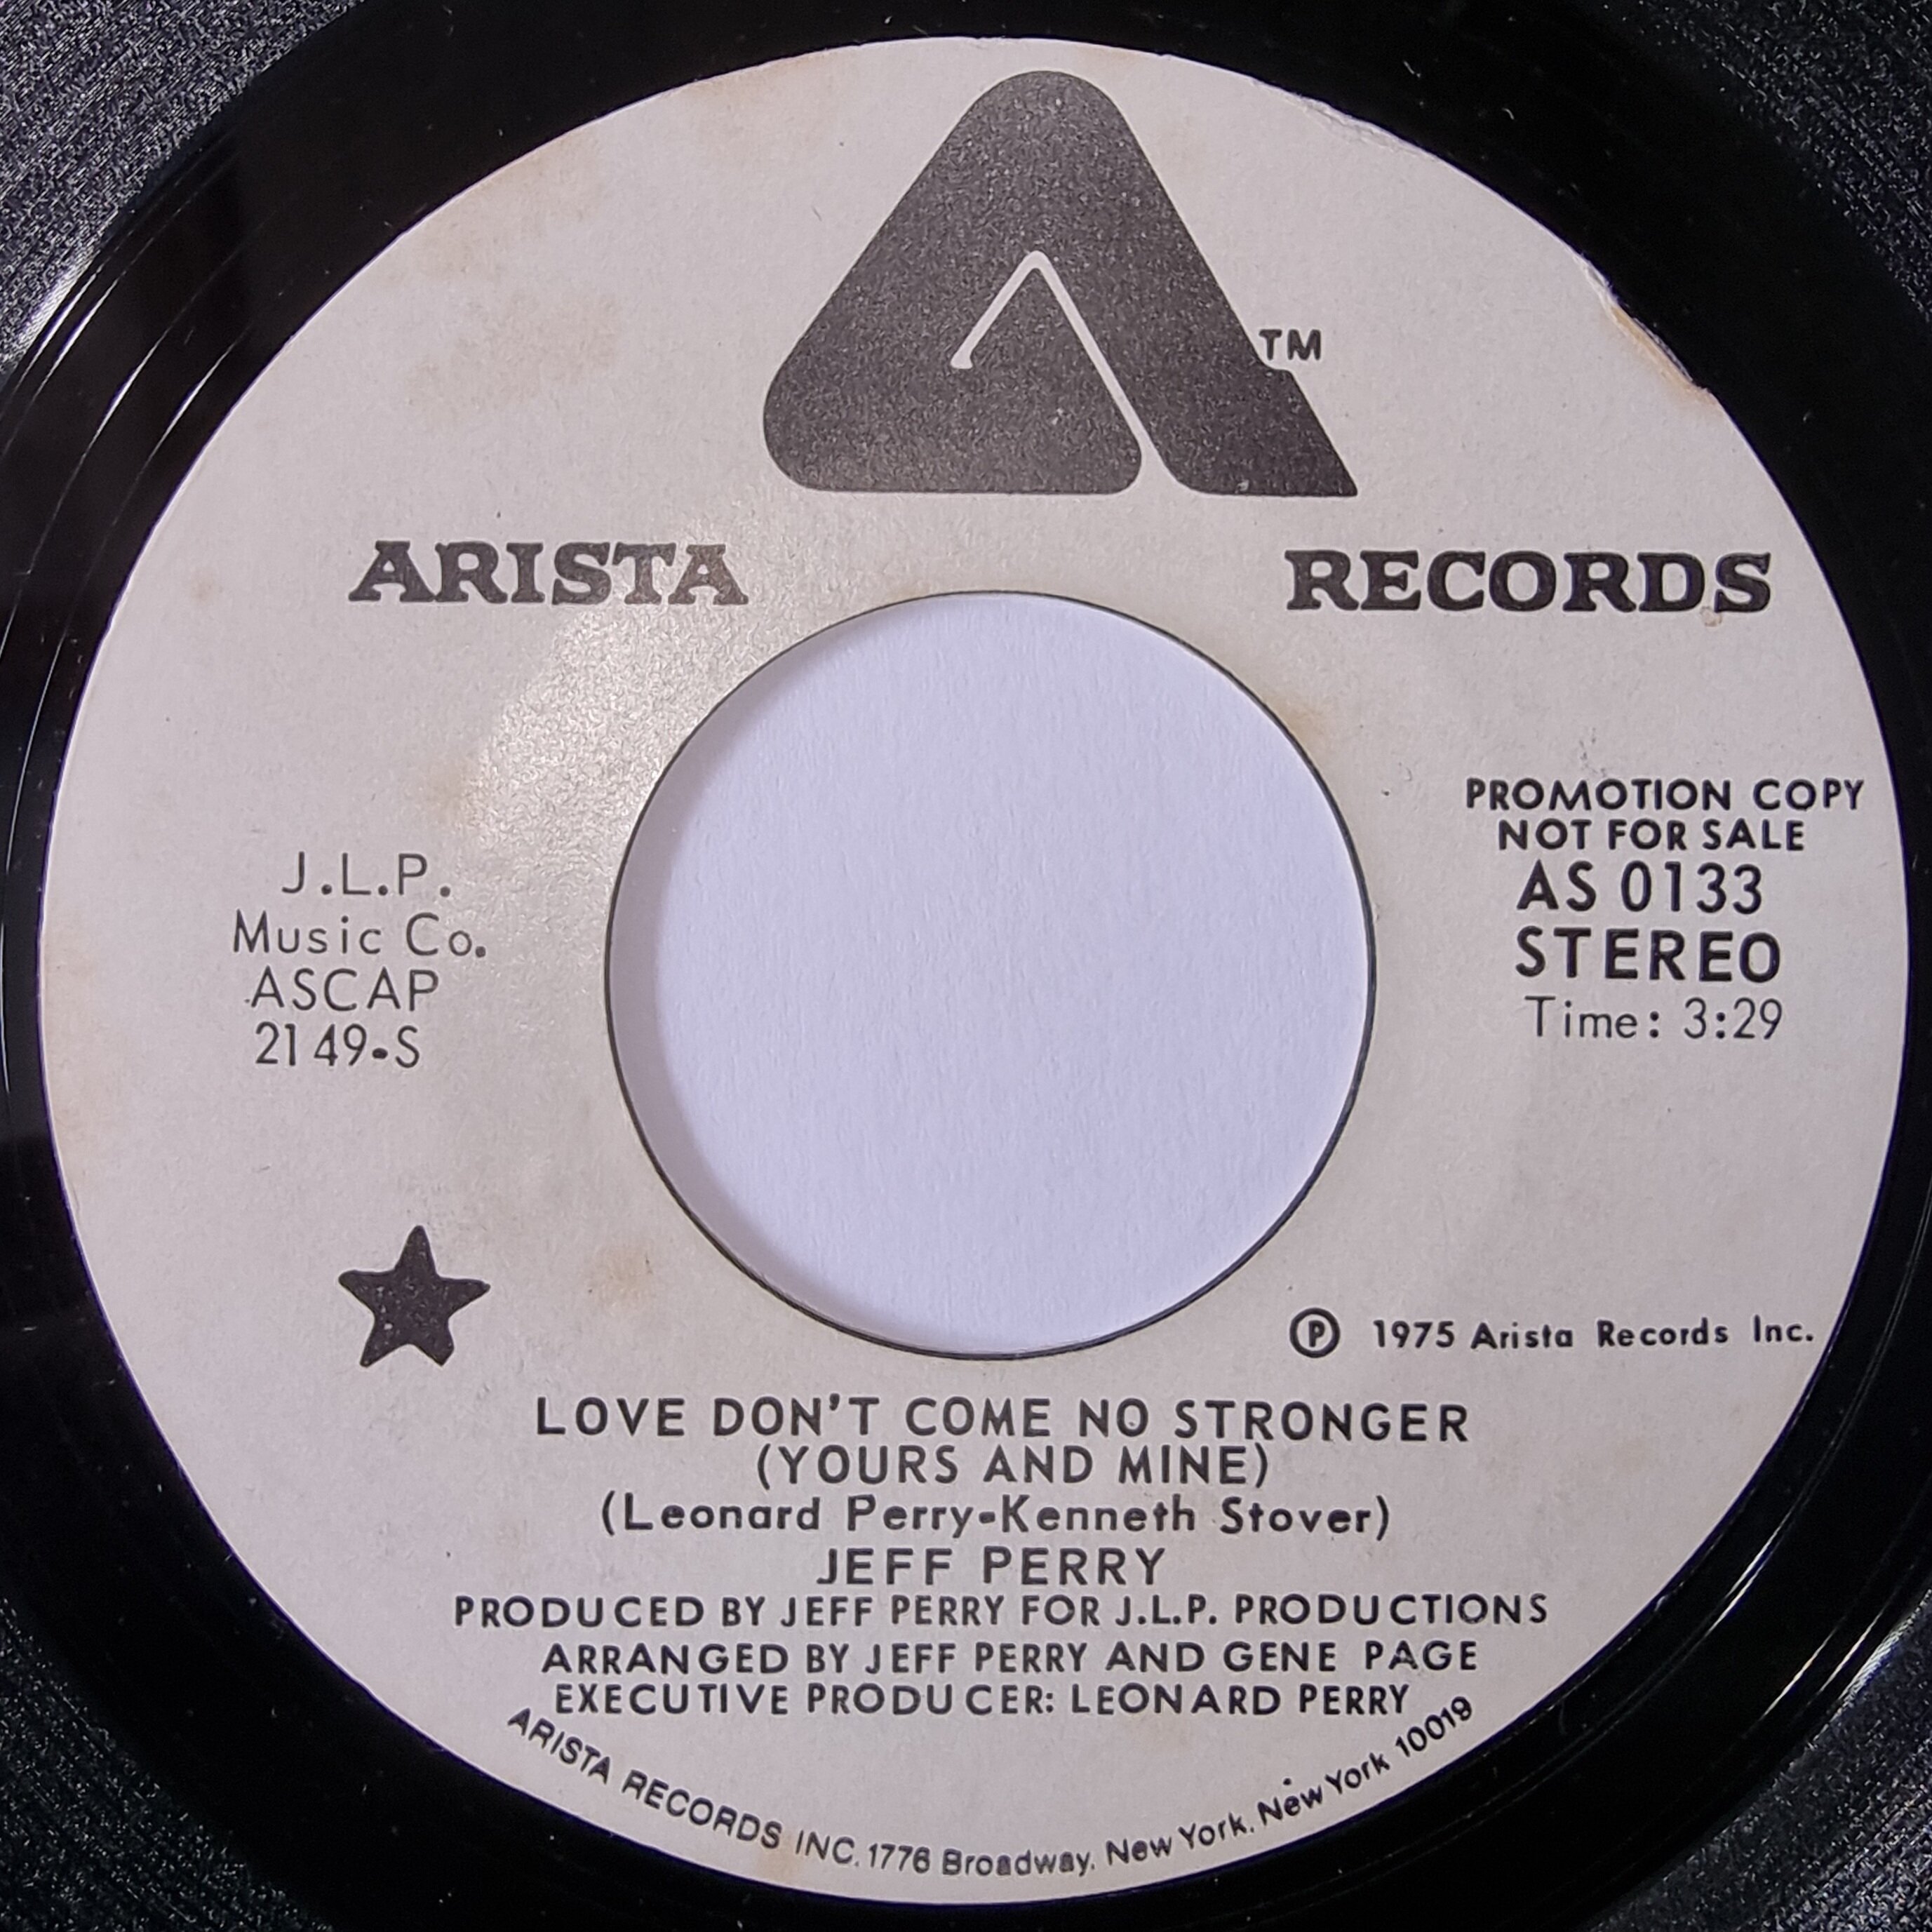 TM
ARISTA RECORDS
J.L.P.
Music Co.
ASCAP
2149-S
PROMOTION COPY
NOT FOR SALE
AS 0133
STEREO
Time: 3:29
Ⓟ 1975 Arista Records Inc.
LOVE DON'T COME NO STRONGER
(YOURS AND MINE)
(Leonard Perry-Kenneth Stover)
JEFF PERRY
PRODUCED BY JEFF PERRY FOR J.L.P. PRODUCTIONS
ARRANGED BY JEFF PERRY AND GENE PAGE
EXECUTIVE PRODUCER: LEONARD PERRY
ARISTA RECORDS INC. 1776 Broadway, New York, New York 10019